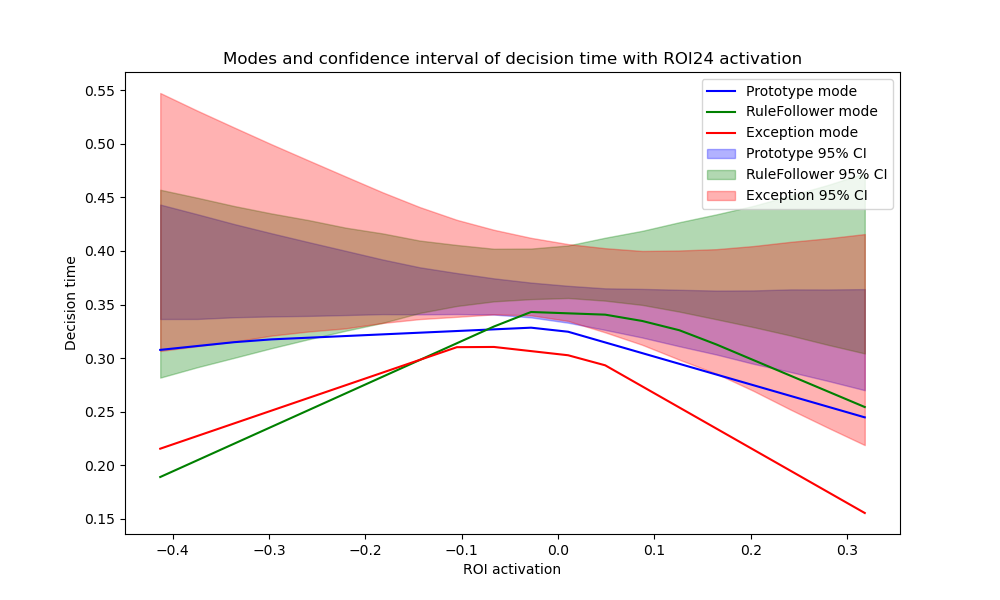 Modes and confidence interval of decision time with ROI24 activation
Prototype mode
RuleFollower mode
Exception mode
Prototype 95% CI
RuleFollower 95% CI
Exception 95% CI
Decision time
0.55
0.50
0.45
0.40
0.35
0.30
0.25
0.20
0.15
−0.4 −0.3 −0.2 −0.1 0.0 0.1 0.2 0.3
ROI activation